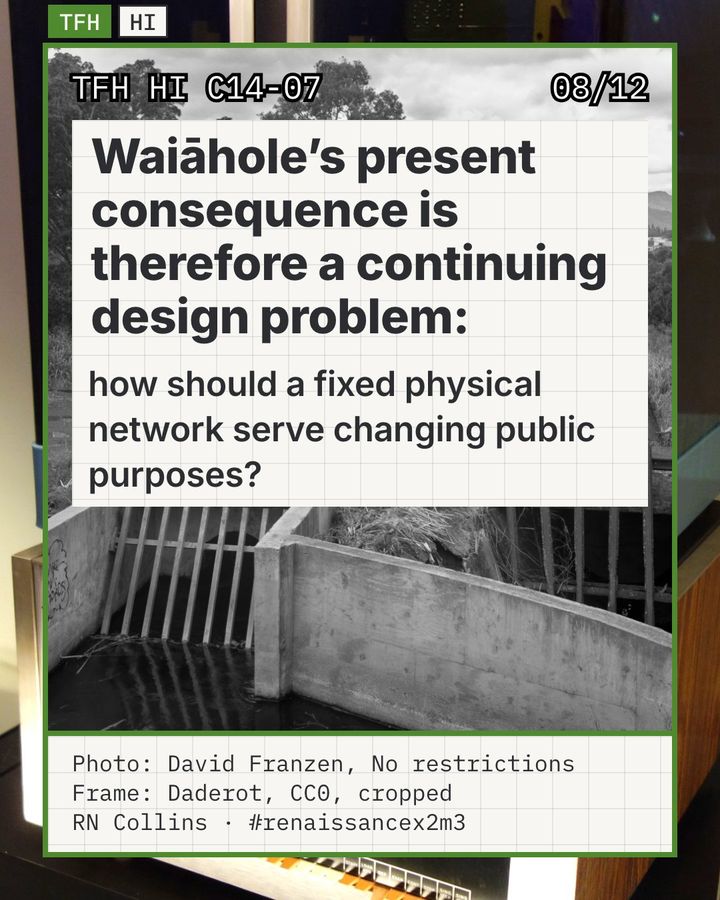 TFH HI
TFH HI C14-07 08/12
Waiāhole’s present
consequence is
therefore a continuing
design problem:
how should a fixed physical
network serve changing public
purposes?
Photo: David Franzen, No restrictions
Frame: Daderot, CC0, cropped
RN Collins · #renaissancex2m3